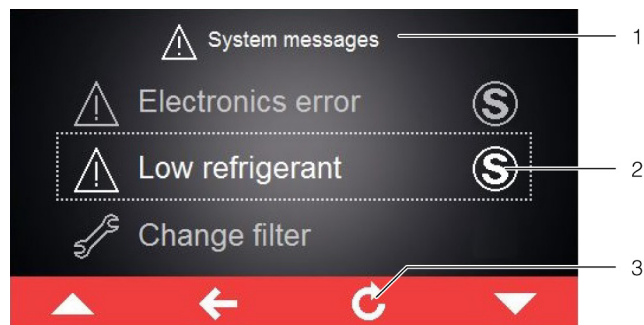 System messages
1
Electronics error S
Low refrigerant S
2
Change filter
3